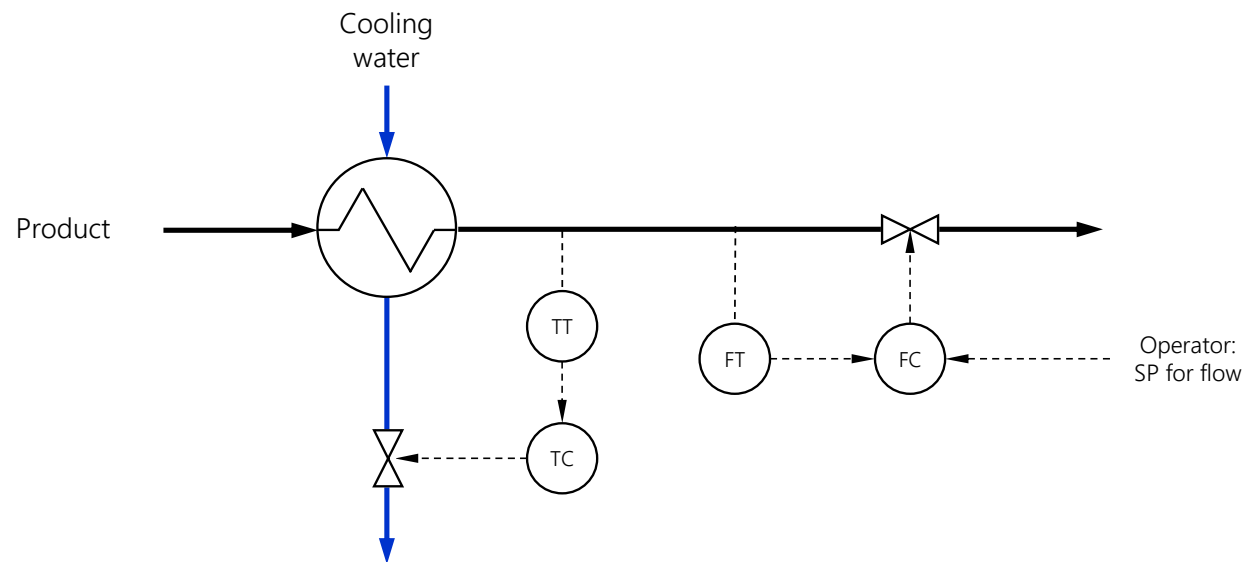 Cooling
water
Product
TT
FT
FC
Operator:
SP for flow
TC